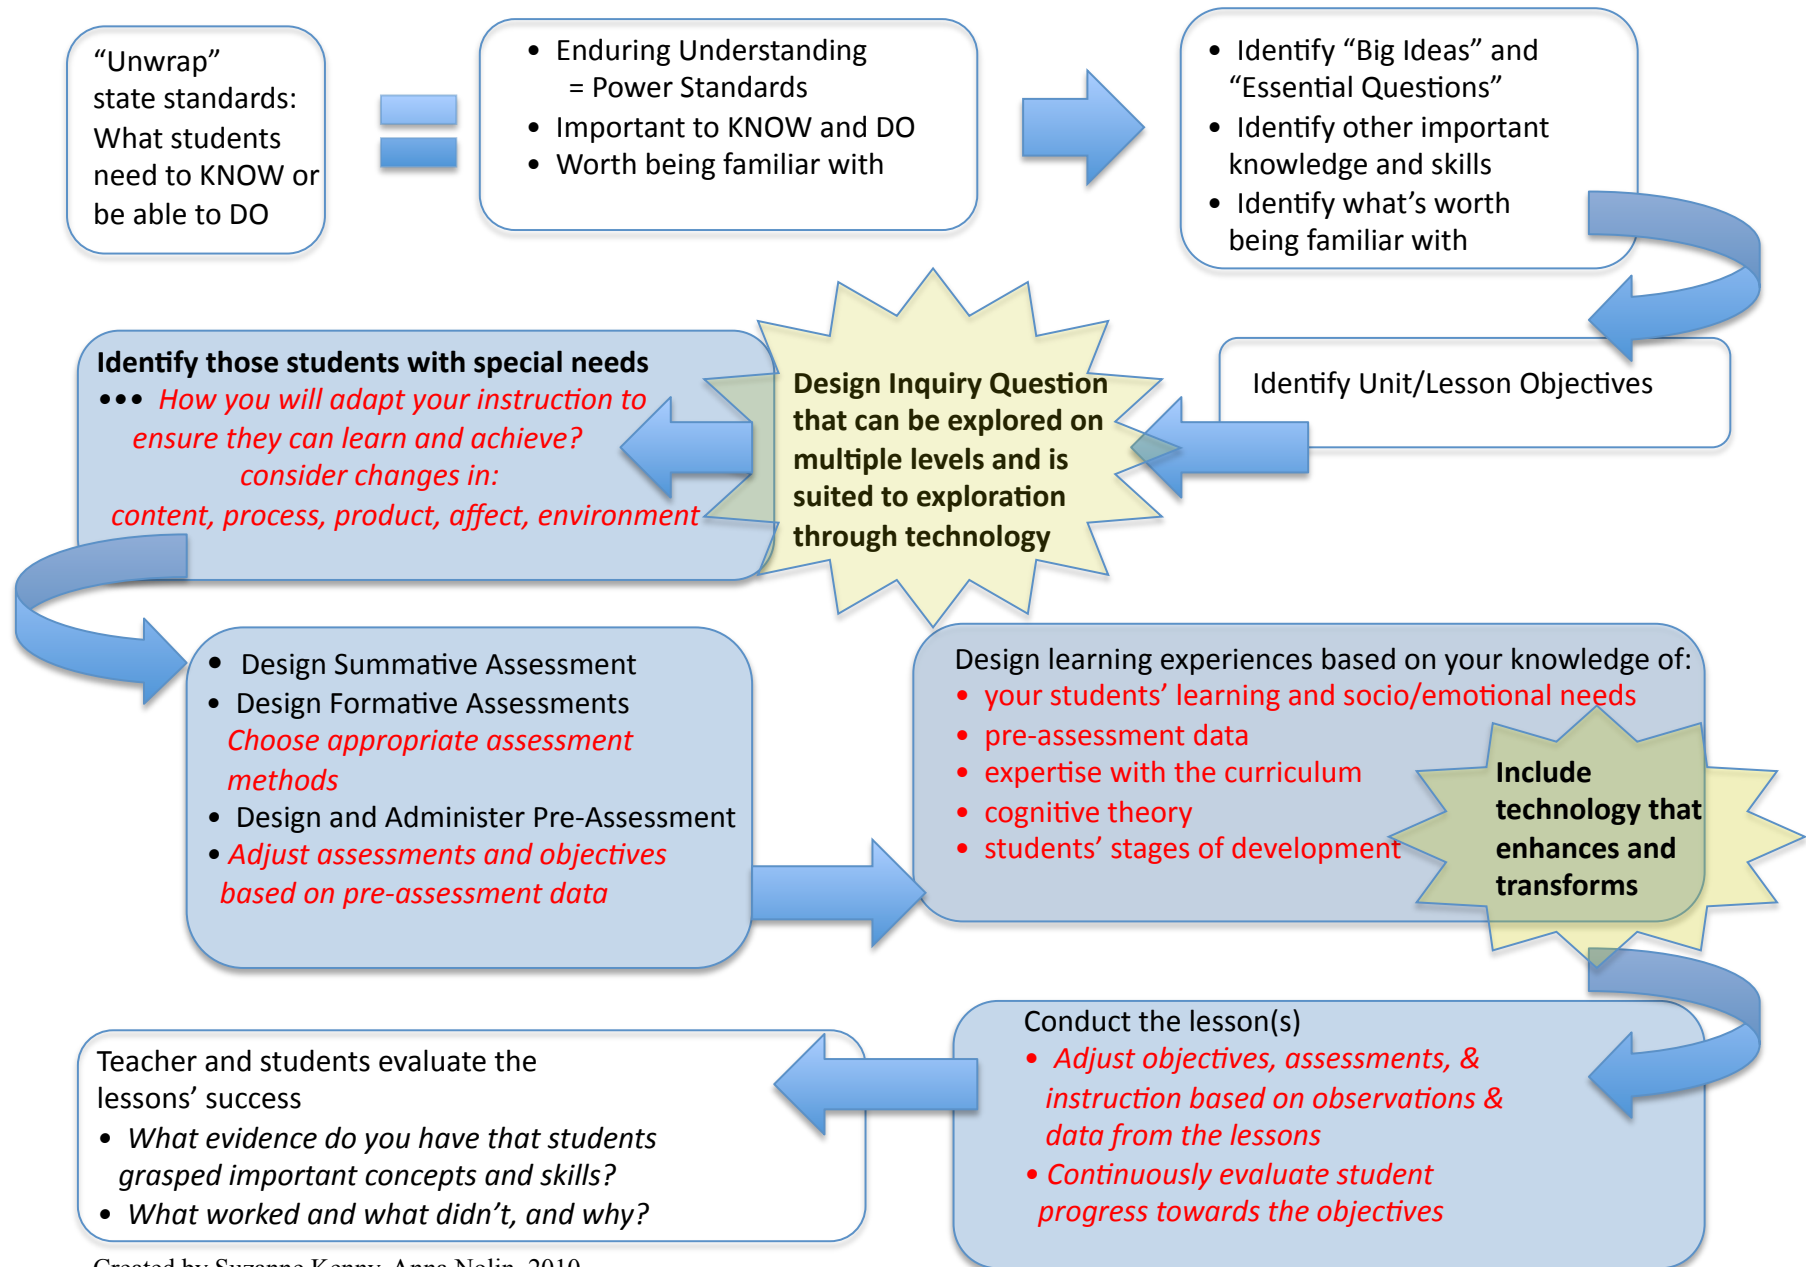 “Unwrap”
state standards:
What students
need to KNOW or
be able to DO
• Enduring Understanding
= Power Standards
• Important to KNOW and DO
• Worth being familiar with
• Identify “Big Ideas” and
“Essential Questions”
• Identify other important
knowledge and skills
• Identify what’s worth
being familiar with
Identify Unit/Lesson Objectives
Design Inquiry Question
that can be explored on
multiple levels and is
suited to exploration
through technology
Identify those students with special needs
••• How you will adapt your instruction to
ensure they can learn and achieve?
consider changes in:
content, process, product, affect, environment
• Design Summative Assessment
• Design Formative Assessments
Choose appropriate assessment
methods
• Design and Administer Pre-Assessment
• Adjust assessments and objectives
based on pre-assessment data
Design learning experiences based on your knowledge of:
• your students’ learning and socio/emotional needs
• pre-assessment data
• expertise with the curriculum
• cognitive theory
• students’ stages of development
Include
technology that
enhances and
transforms
Conduct the lesson(s)
• Adjust objectives, assessments, &
instruction based on observations &
data from the lessons
• Continuously evaluate student
progress towards the objectives
Teacher and students evaluate the
lessons’ success
• What evidence do you have that students
grasped important concepts and skills?
• What worked and what didn’t, and why?
Created by Suzanne Kenny, Anna Nolin, 2010